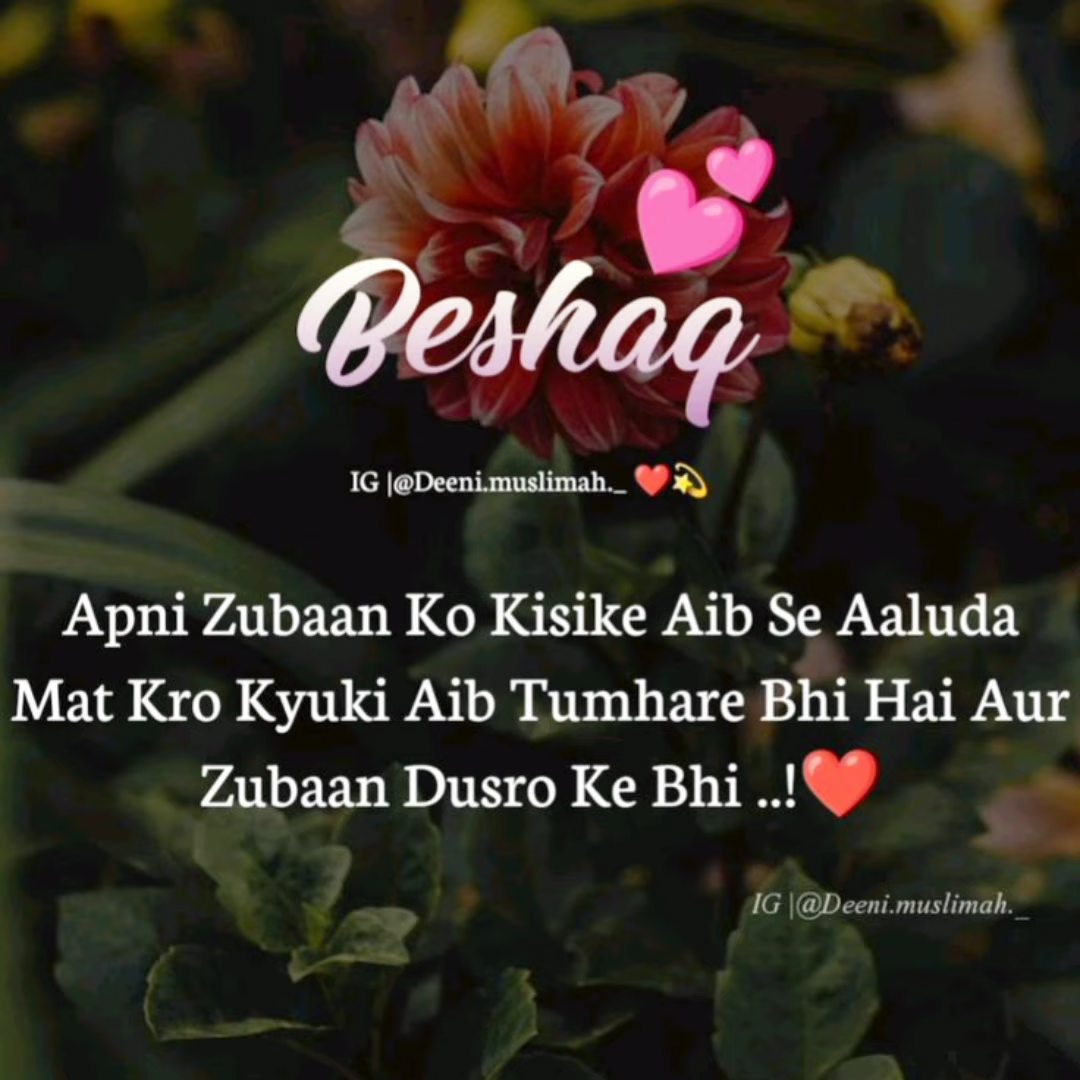 Beshaq 💕
IG |@Deeni.muslimah._ ❤️💫
Apni Zubaan Ko Kisike Aib Se Aaluda
Mat Kro Kyuki Aib Tumhare Bhi Hai Aur
Zubaan Dusro Ke Bhi ..!❤️
IG |@Deeni.muslimah._